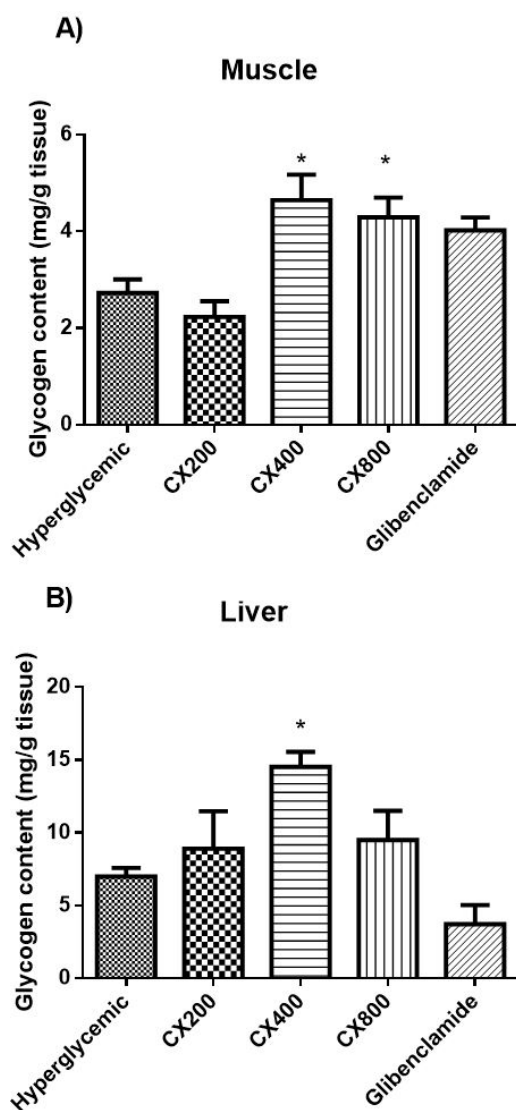 A)
Muscle
Glycogen content (mg/g tissue)
6
4
2
0
* *
Hyperglycemic
CX200
CX400
CX800
Glibenclamide
B)
Liver
Glycogen content (mg/g tissue)
20
15
10
5
0
*
Hyperglycemic
CX200
CX400
CX800
Glibenclamide